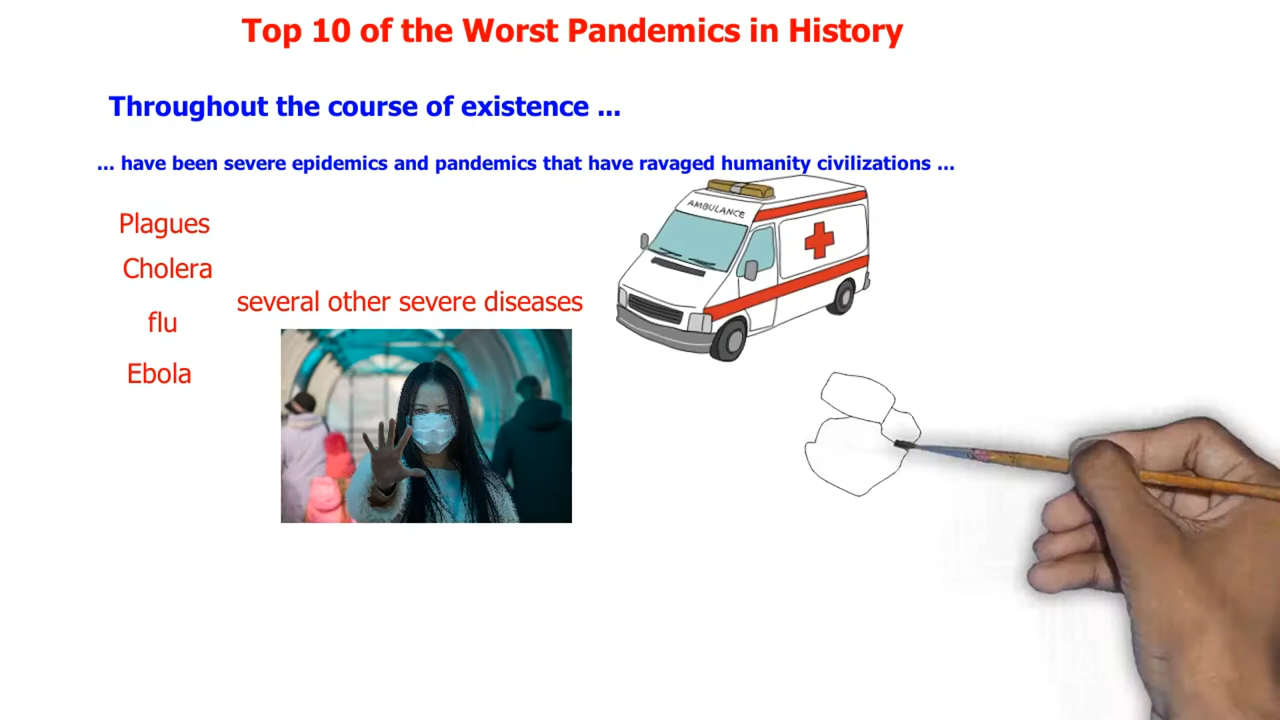 Top 10 of the Worst Pandemics in History
Throughout the course of existence ...
... have been severe epidemics and pandemics that have ravaged humanity civilizations ...
AMBULANCE
Plagues
Cholera
several other severe diseases
flu
Ebola